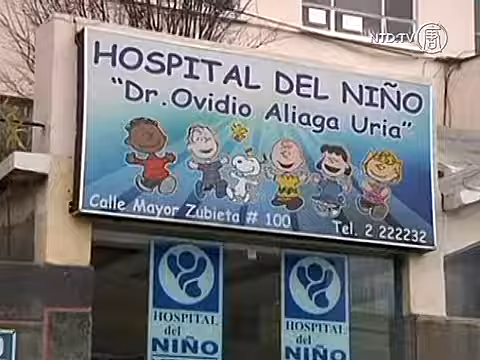 NTDTV
HOSPITAL DEL NIÑO
"Dr. Ovidio Aliaga Uria"
Calle Mayor Zubieta # 100
Tel. 2 222232
HOSPITAL
del
NIÑO
HOSPITAL
del
NIÑO